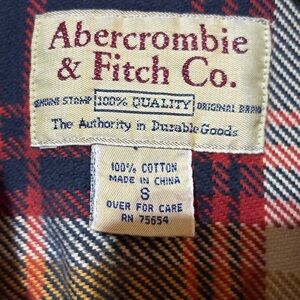 Abercrombie
& Fitch Co.
GENUINE STAMP 100% QUALITY ORIGINAL BRAND
The Authority in Durable Goods
100% COTTON
MADE IN CHINA
S
OVER FOR CARE
RN 75654